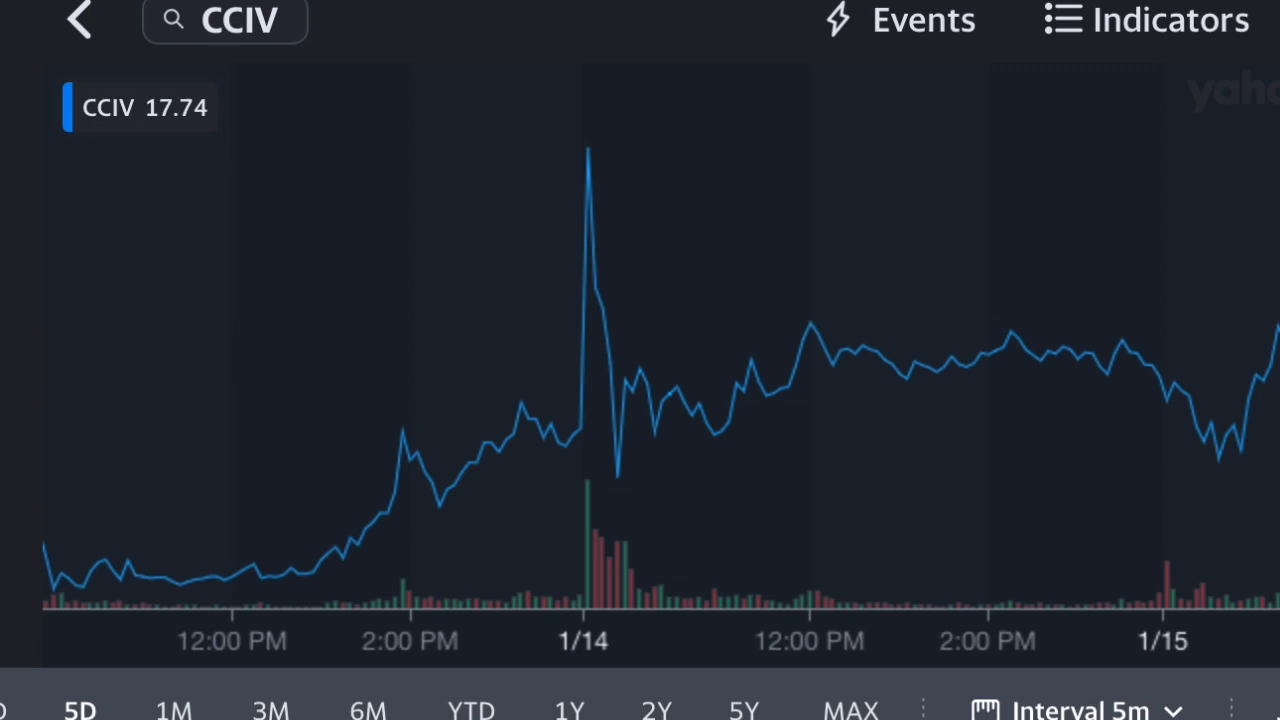 CCIV
Events
Indicators
CCIV 17.74
12:00 PM 2:00 PM 1/14 12:00 PM 2:00 PM 1/15
5D 1M 3M 6M YTD 1Y 2Y 5Y MAX Interval 5m